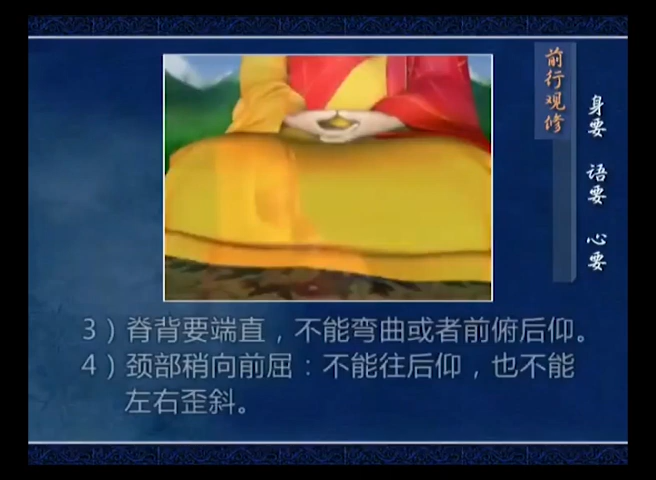 前行观修
身要 语要 心要
3）脊背要端直，不能弯曲或者前俯后仰。
4）颈部稍向前屈：不能往后仰，也不能
左右歪斜。